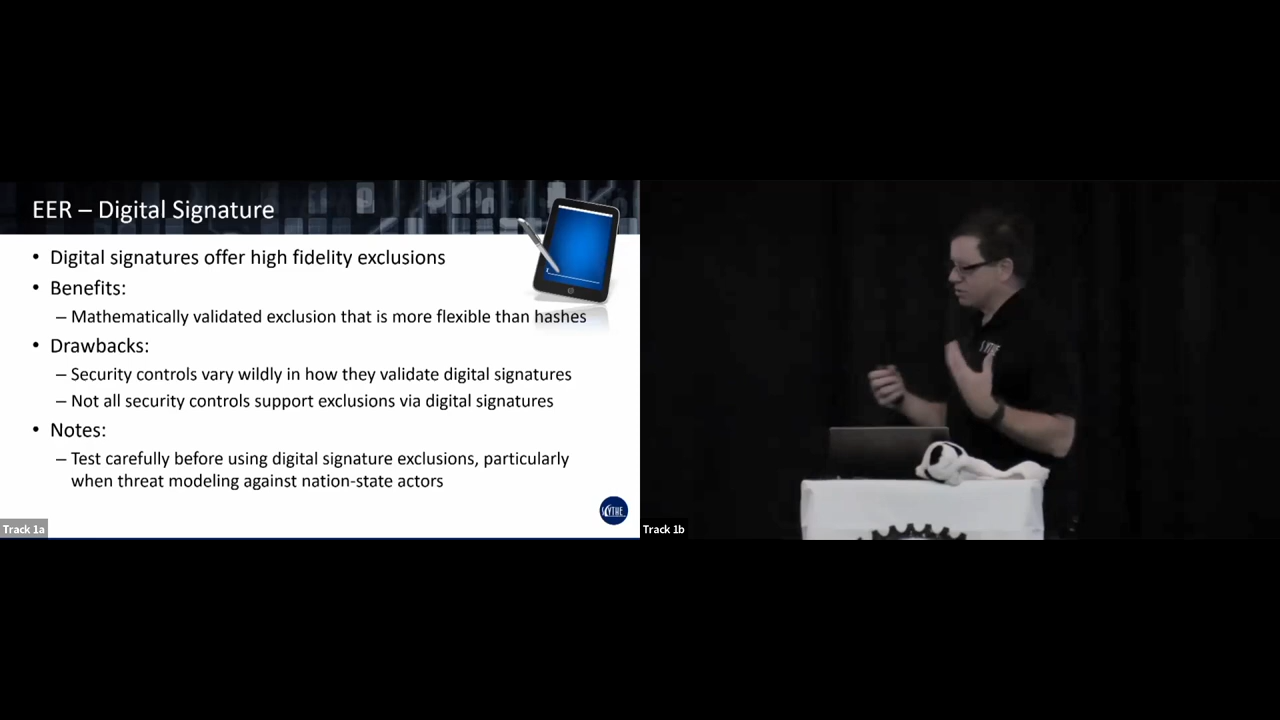 EER – Digital Signature
• Digital signatures offer high fidelity exclusions
• Benefits:
– Mathematically validated exclusion that is more flexible than hashes
• Drawbacks:
– Security controls vary wildly in how they validate digital signatures
– Not all security controls support exclusions via digital signatures
• Notes:
– Test carefully before using digital signature exclusions, particularly
when threat modeling against nation-state actors
SCYTHE
Track 1a
SCYTHE
Track 1b